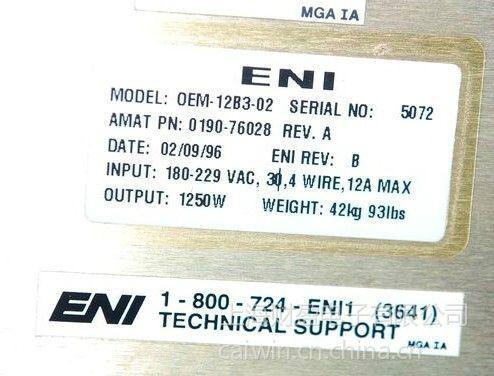 MGA IA
ENI
MODEL: OEM-12B3-02 SERIAL NO: 5072
AMAT PN: 0190-76028 REV. A
DATE: 02/09/96 ENI REV: B
INPUT: 180-229 VAC, 3ø,4 WIRE,12A MAX
OUTPUT: 1250W WEIGHT: 42kg 93lbs
ENI 1-800-724-ENI1 (3641)
TECHNICAL SUPPORT
MGA IA
caiwin.cn.china.cn